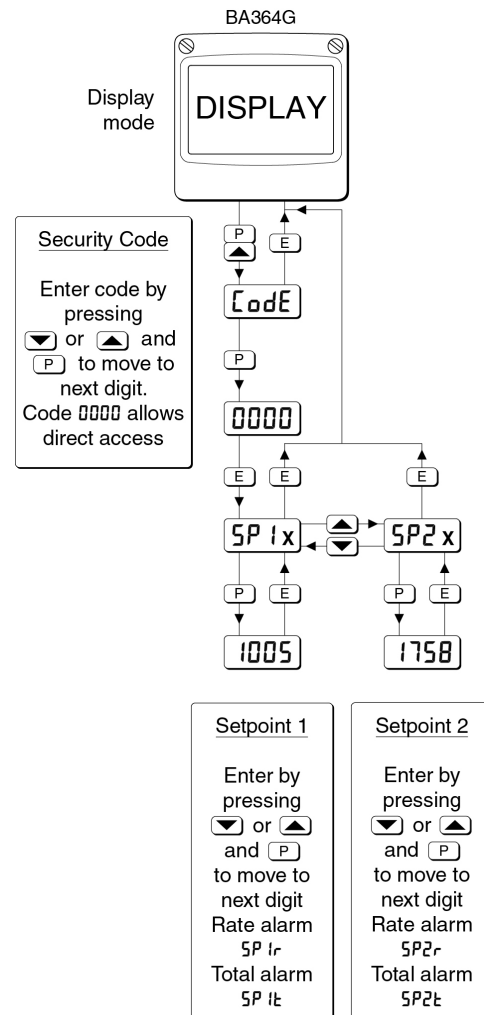 BA364G
Display
mode
DISPLAY
P
E
Security Code
Enter code by
pressing
▼ or ▲ and
P to move to
next digit.
Code 0000 allows
direct access
CodE
P
0000
E E E
SP1x ▲ SP2x
▼
P E P E
1005 1758
Setpoint 1
Enter by
pressing
▼ or ▲
and P
to move to
next digit
Rate alarm
SP1r
Total alarm
SP1t
Setpoint 2
Enter by
pressing
▼ or ▲
and P
to move to
next digit
Rate alarm
SP2r
Total alarm
SP2t